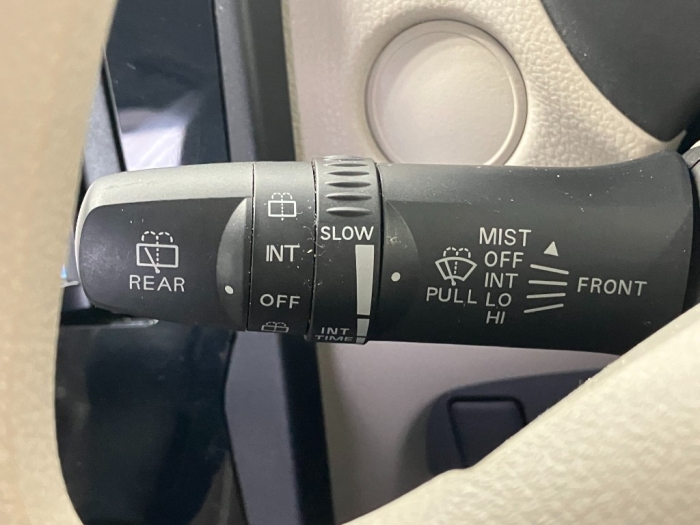 REAR
INT
OFF
SLOW
INT
TIME
PULL
MIST
OFF
INT
LO
HI
FRONT